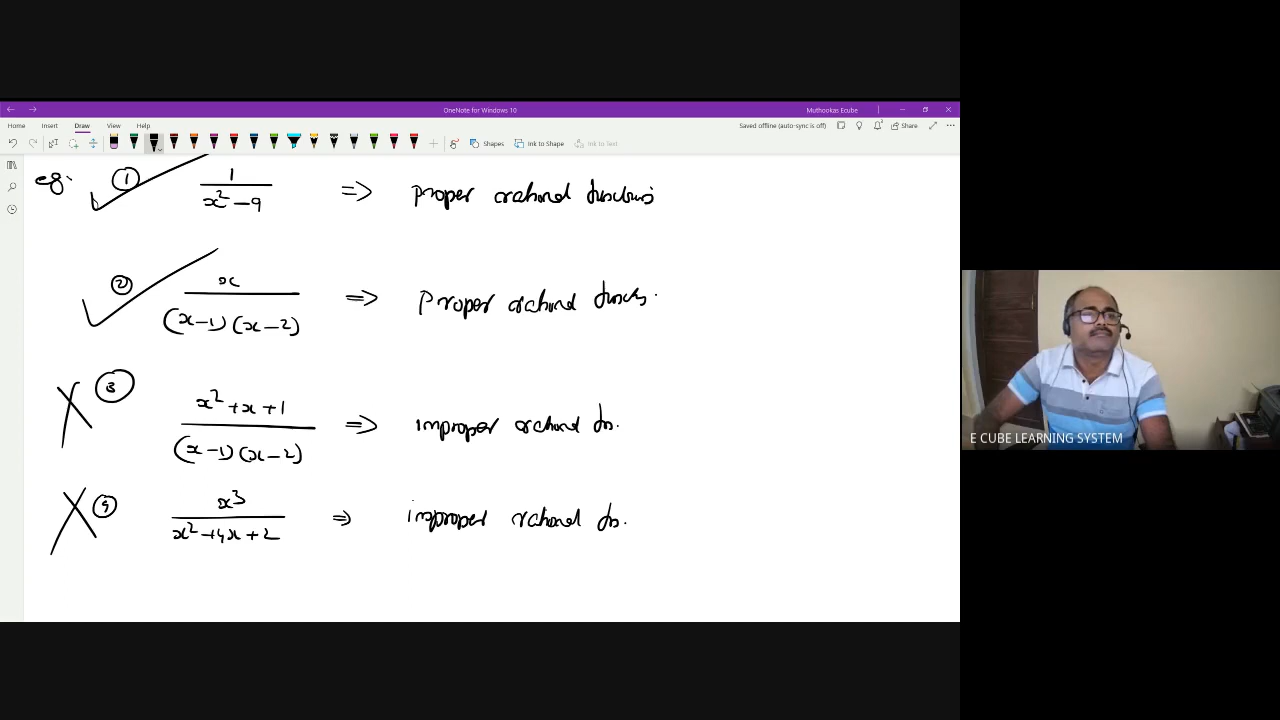 OneNote for Windows 10
Muthookas Ecube
Home Insert Draw View Help
Saved offline (auto-sync is off) Share
Shapes Ink to Shape Ink to Text
eg: ① 1/(x² - 9) => proper rational functions
② x/((x-1)(x-2)) => Proper rational
③ (x² + x + 1)/((x-1)(x-2)) => improper rational fn.
④ x³/(x² + 4x + 2) => improper rational fn.
E CUBE LEARNING SYSTEM